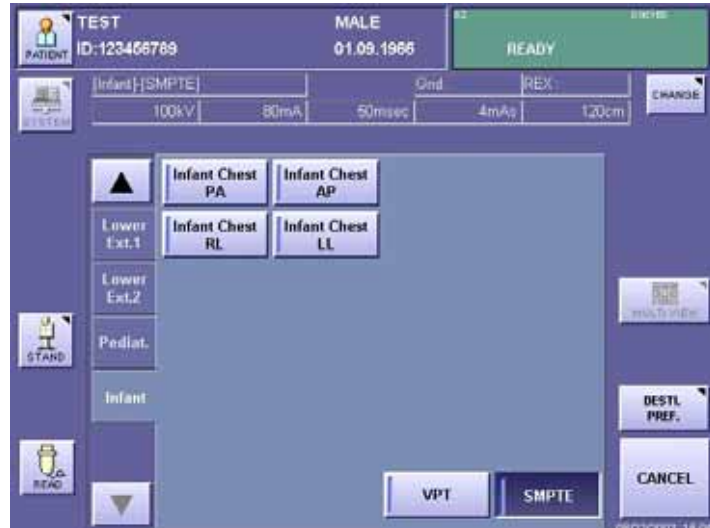 TEST
MALE
PATIENT
ID:123456789
01.09.1966
READY
SYSTEM
[Infant]-[SMPTE]
Grid
REX
100kV
80mA
50msec
4mAs
120cm
CHANGE
▲
Infant Chest
PA
Infant Chest
AP
Lower
Ext.1
Infant Chest
RL
Infant Chest
LL
Lower
Ext.2
MULTI VIEW
STAND
Pediat.
Infant
DESTI.
PREF.
READ
▼
VPT
SMPTE
CANCEL